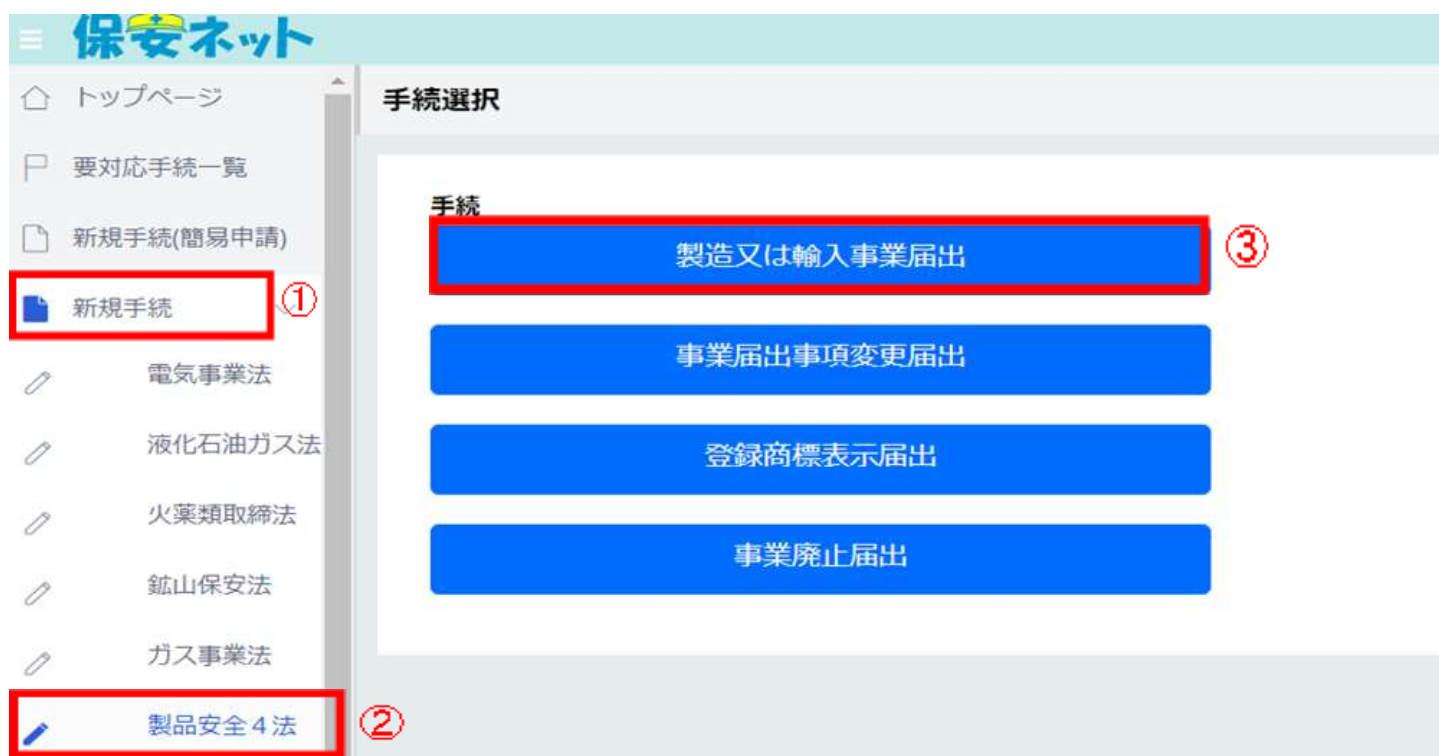 保安ネット
トップページ
要対応手続一覧
新規手続(簡易申請)
新規手続
①
電気事業法
液化石油ガス法
火薬類取締法
鉱山保安法
ガス事業法
製品安全４法
②
手続選択
手続
製造又は輸入事業届出
③
事業届出事項変更届出
登録商標表示届出
事業廃止届出